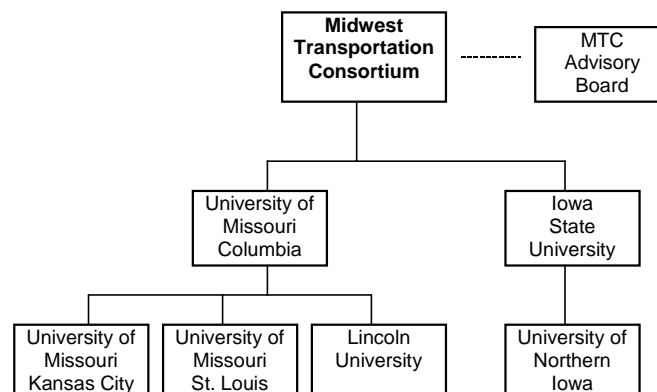 Midwest
Transportation
Consortium
MTC
Advisory
Board
University of
Missouri
Columbia
Iowa
State
University
University of
Missouri
Kansas City
University of
Missouri
St. Louis
Lincoln
University
University of
Northern
Iowa